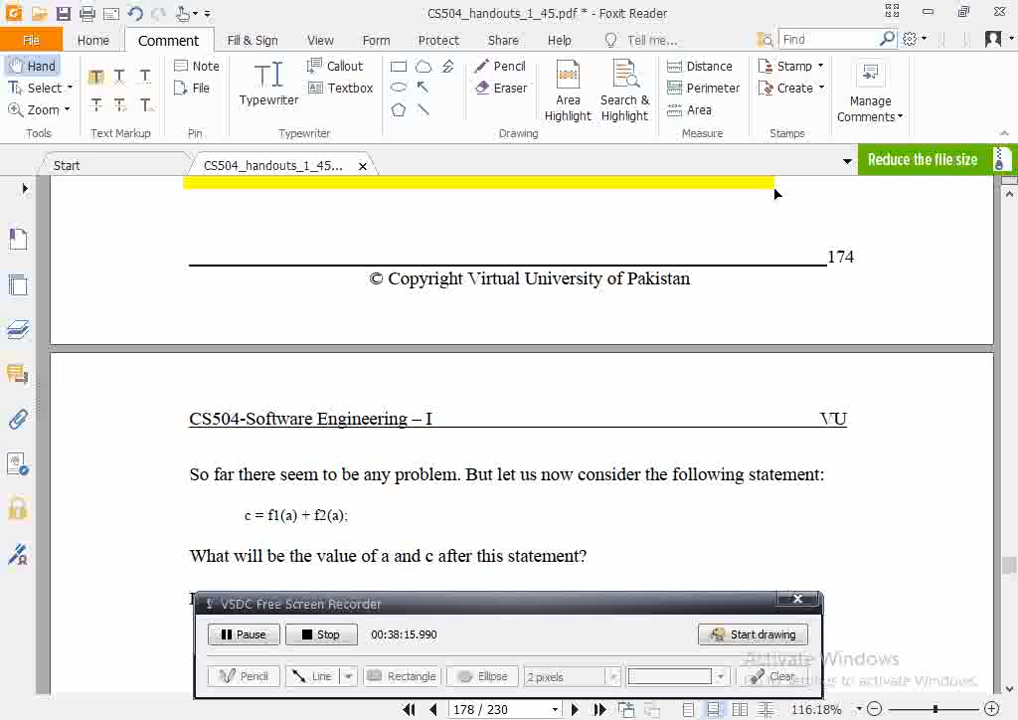 CS504_handouts_1_45.pdf * - Foxit Reader
File Home Comment Fill & Sign View Form Protect Share Help Tell me... Find
Hand Select Zoom
Tools
T T T
T T T
Text Markup
Note
File
Pin
Typewriter
Callout
Textbox
Typewriter
Pencil
Eraser
Drawing
Area Highlight
Search & Highlight
Distance
Perimeter
Area
Measure
Stamp
Create
Stamps
Manage Comments
Start CS504_handouts_1_45... Reduce the file size
174
© Copyright Virtual University of Pakistan
CS504-Software Engineering – I VU
So far there seem to be any problem. But let us now consider the following statement:
c = f1(a) + f2(a);
What will be the value of a and c after this statement?
VSDC Free Screen Recorder
Pause Stop 00:38:15.990 Start drawing
Pencil Line Rectangle Ellipse 2 pixels Clear
Activate Windows
to activate Windows.
178 / 230 116.18%